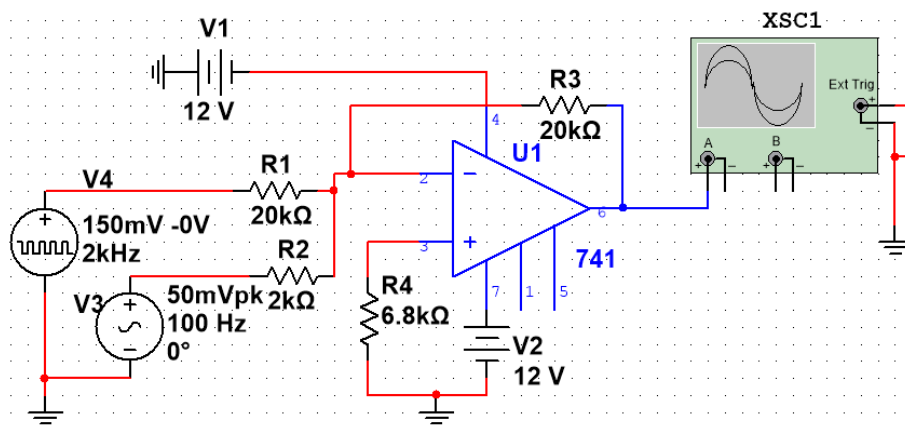 XSC1
V1
12 V
R3
20kΩ
Ext Trig
+
−
A
B
+ −
+ −
4
U1
V4
R1
20kΩ
2
−
6
150mV -0V
2kHz
+
R2
2kΩ
3
+
741
V3
+
−
50mVpk
100 Hz
0°
R4
6.8kΩ
7
1
5
V2
12 V